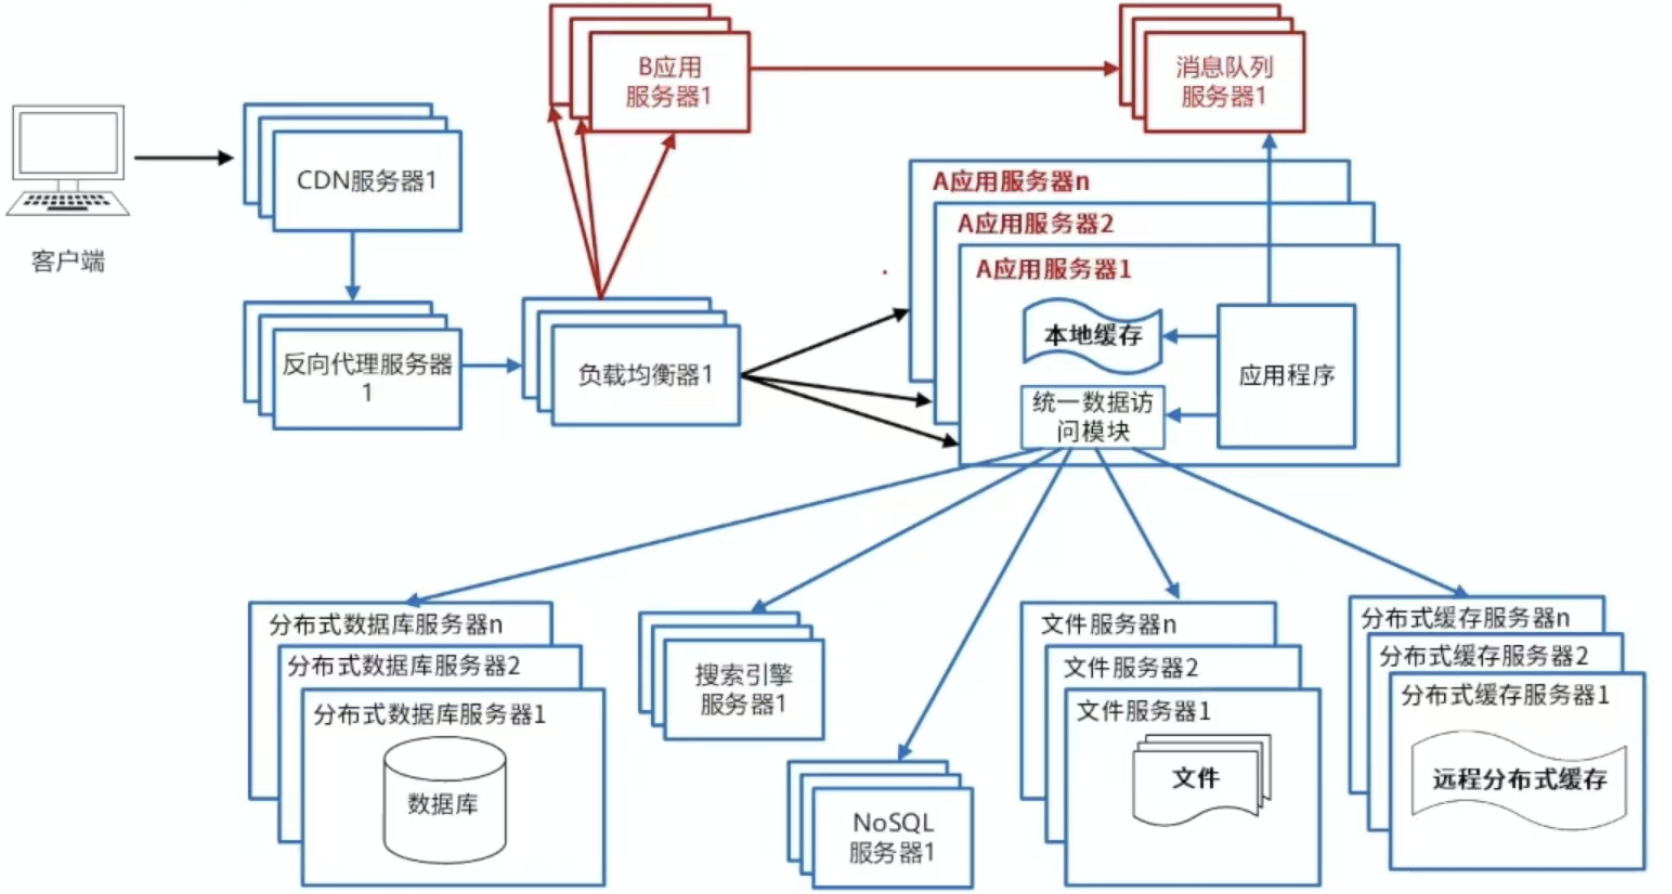 B应用
服务器1
消息队列
服务器1
客户端
CDN服务器1
反向代理服务器
1
负载均衡器1
A应用服务器n
A应用服务器2
A应用服务器1
本地缓存
统一数据访
问模块
应用程序
分布式数据库服务器n
分布式数据库服务器2
分布式数据库服务器1
数据库
搜索引擎
服务器1
NoSQL
服务器1
文件服务器n
文件服务器2
文件服务器1
文件
分布式缓存服务器n
分布式缓存服务器2
分布式缓存服务器1
远程分布式缓存